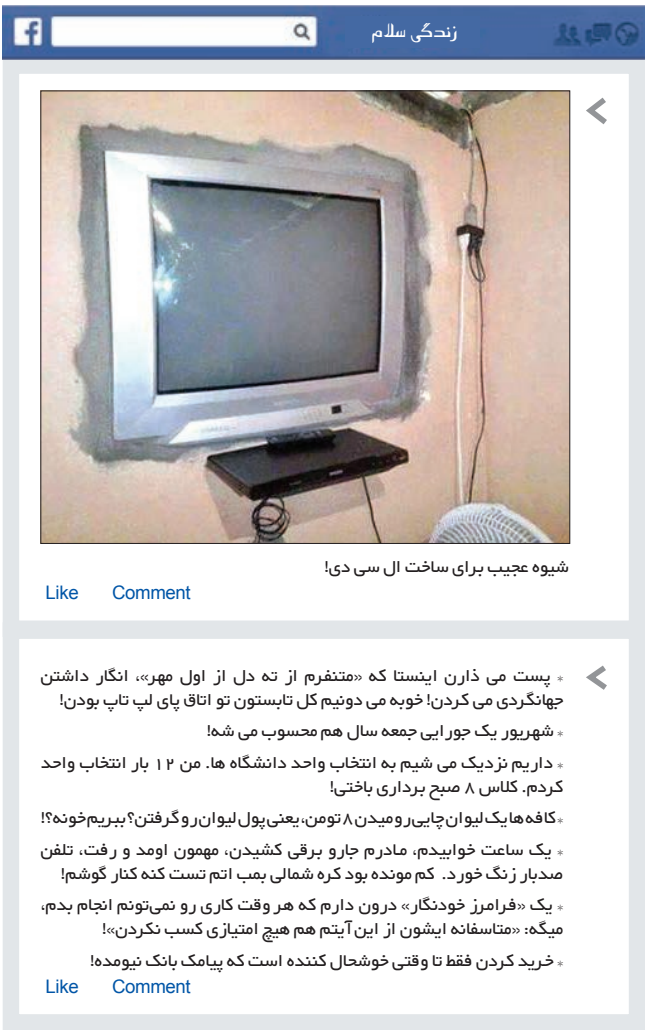 زندگی سلام
شیوه عجیب برای ساخت ال سی دی!
Like Comment
* پست می ذارن اینستا که «متنفرم از ته دل از اول مهر»، انگار داشتن
جهانگردی می کردن! خوبه می دونیم کل تابستون تو اتاق پای لپ تاپ بودن!
* شهریور یک جورایی جمعه سال هم محسوب می شه!
* داریم نزدیک می شیم به انتخاب واحد دانشگاه ها. من ۱۲ بار انتخاب واحد
کردم. کلاس ۸ صبح برداری باختی!
* کافه ها یک لیوان چایی رو میدن ۸ تومن، یعنی پول لیوان رو گرفتن؟ ببریم خونه؟!
* یک ساعت خوابیدم، مادرم جارو برقی کشیدن، مهمون اومد و رفت، تلفن
صدبار زنگ خورد. کم مونده بود کره شمالی بمب اتم تست کنه کنار گوشم!
* یک «فرامرز خودنگار» درون دارم که هر وقت کاری رو نمی‌تونم انجام بدم،
میگه: «متاسفانه ایشون از این آیتم هم هیچ امتیازی کسب نکردن»!
* خرید کردن فقط تا وقتی خوشحال کننده است که پیامک بانک نیومده!
Like Comment